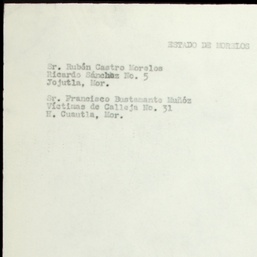 ESTADO DE MORELOS
Sr. Rubén Castro Morelos
Ricardo Sánchez No. 5
Jojutla, Mor.
Sr. Francisco Bustamante Muñóz
Víctimas de Calleja No. 31
H. Cuautla, Mor.